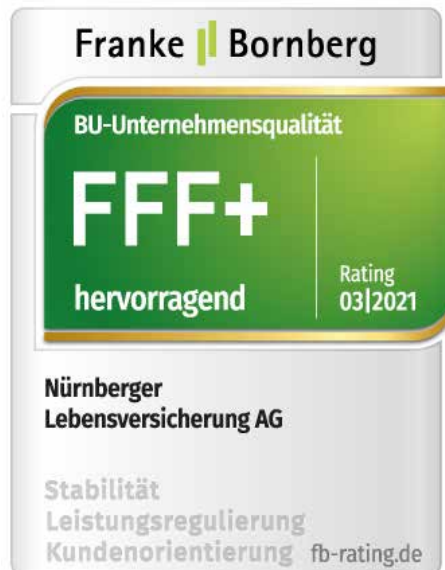 Franke Bornberg
BU-Unternehmensqualität
FFF+
hervorragend
Rating
03|2021
Nürnberger
Lebensversicherung AG
Stabilität
Leistungsregulierung
Kundenorientierung
fb-rating.de